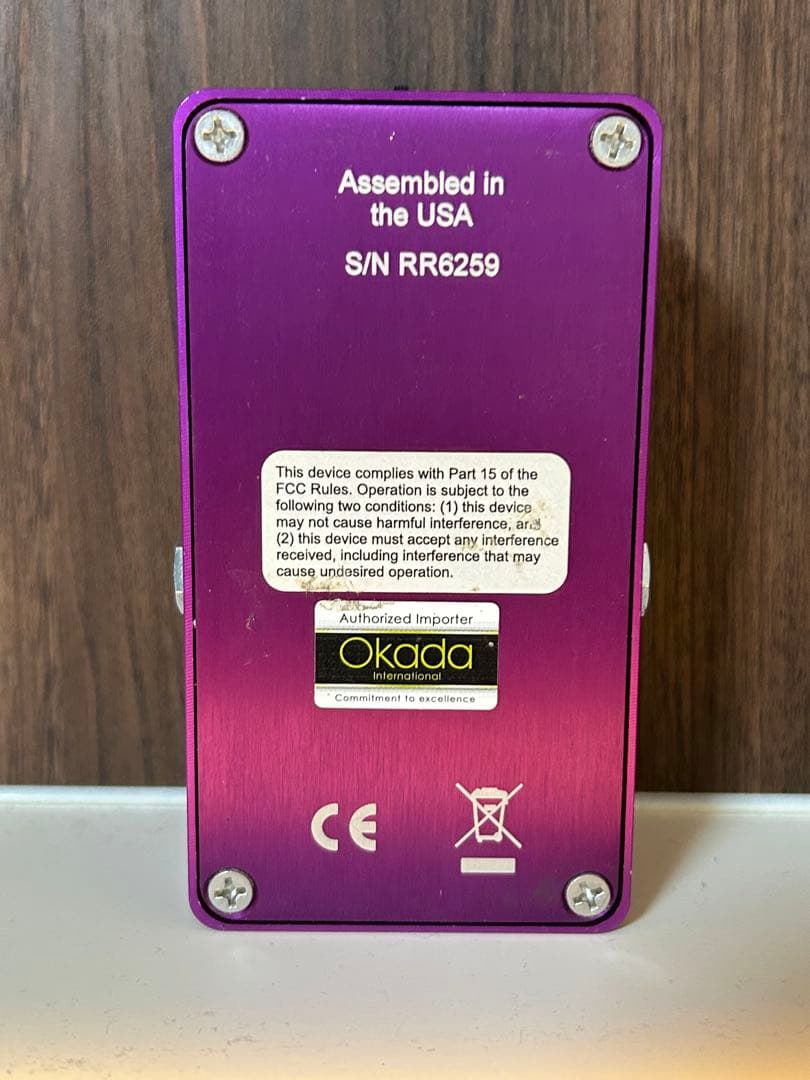 Assembled in
the USA
S/N RR6259
This device complies with Part 15 of the
FCC Rules. Operation is subject to the
following two conditions: (1) this device
may not cause harmful interference, and
(2) this device must accept any interference
received, including interference that may
cause undesired operation.
Authorized Importer
Okada
International
Commitment to excellence
CE